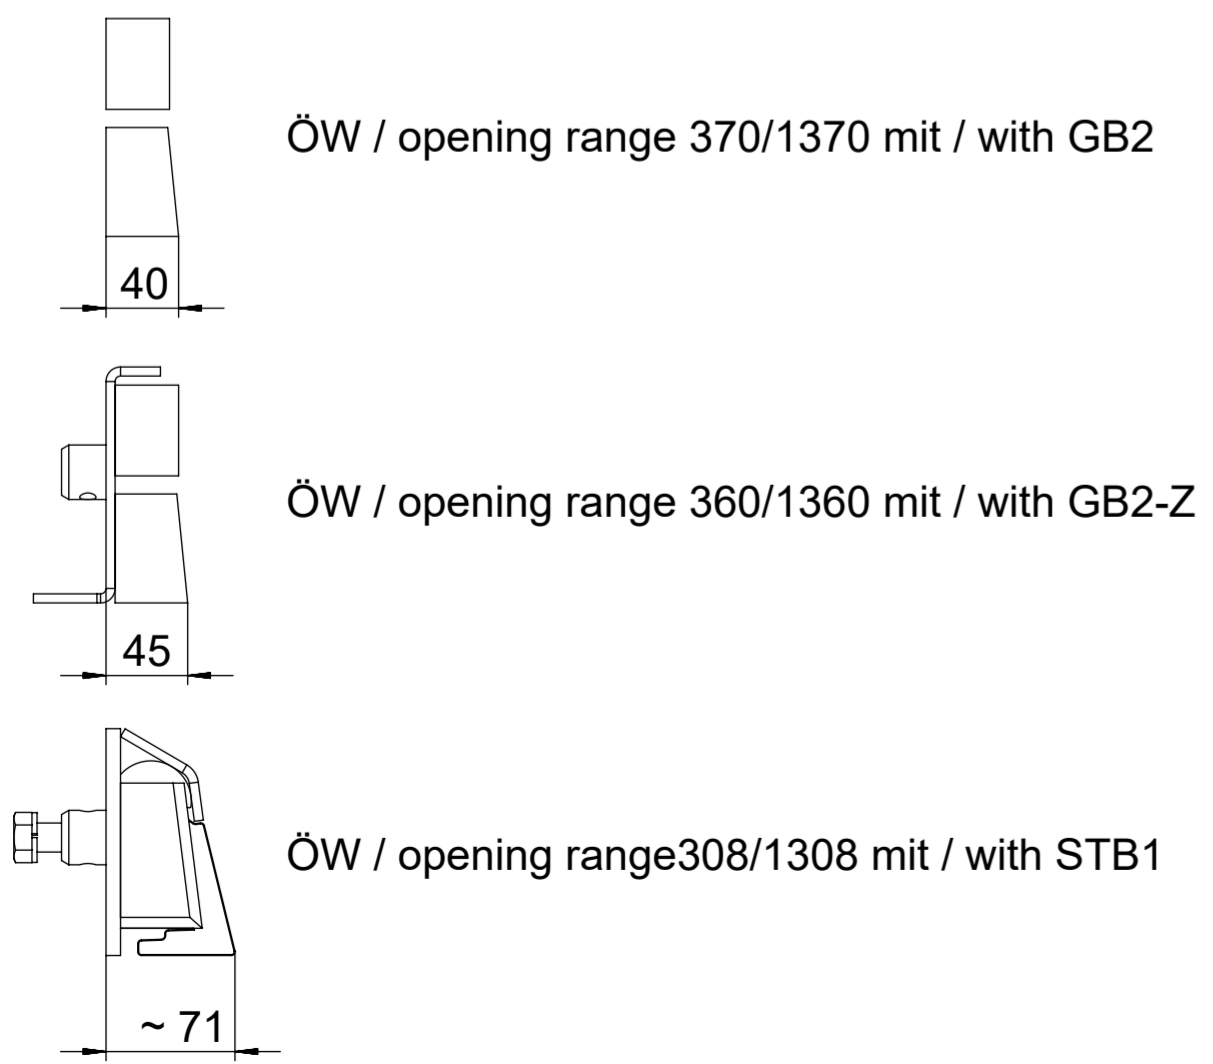 ÖW / opening range 370/1370 mit / with GB2
40
ÖW / opening range 360/1360 mit / with GB2-Z
45
ÖW / opening range308/1308 mit / with STB1
~ 71